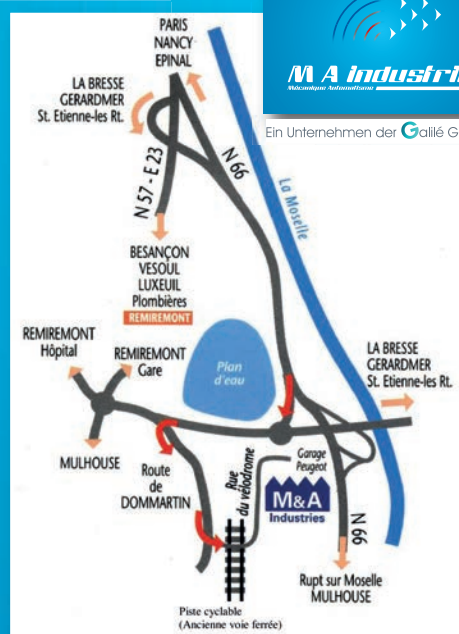 PARIS
NANCY
EPINAL
M A industri
Mécanique Automatisme
Ein Unternehmen der Galilé G
LA BRESSE
GERARDMER
St. Etienne-les Rt.
N 57 - E 23
N 66
La Moselle
BESANÇON
VESOUL
LUXEUIL
Plombières
REMIREMONT
REMIREMONT
Hôpital
REMIREMONT
Gare
Plan
d'eau
LA BRESSE
GERARDMER
St. Etienne-les Rt.
MULHOUSE
Route
de
DOMMARTIN
Rue
du vélodrome
Garage
Peugeot
M&A
Industries
N 66
Rupt sur Moselle
MULHOUSE
Piste cyclable
(Ancienne voie ferrée)